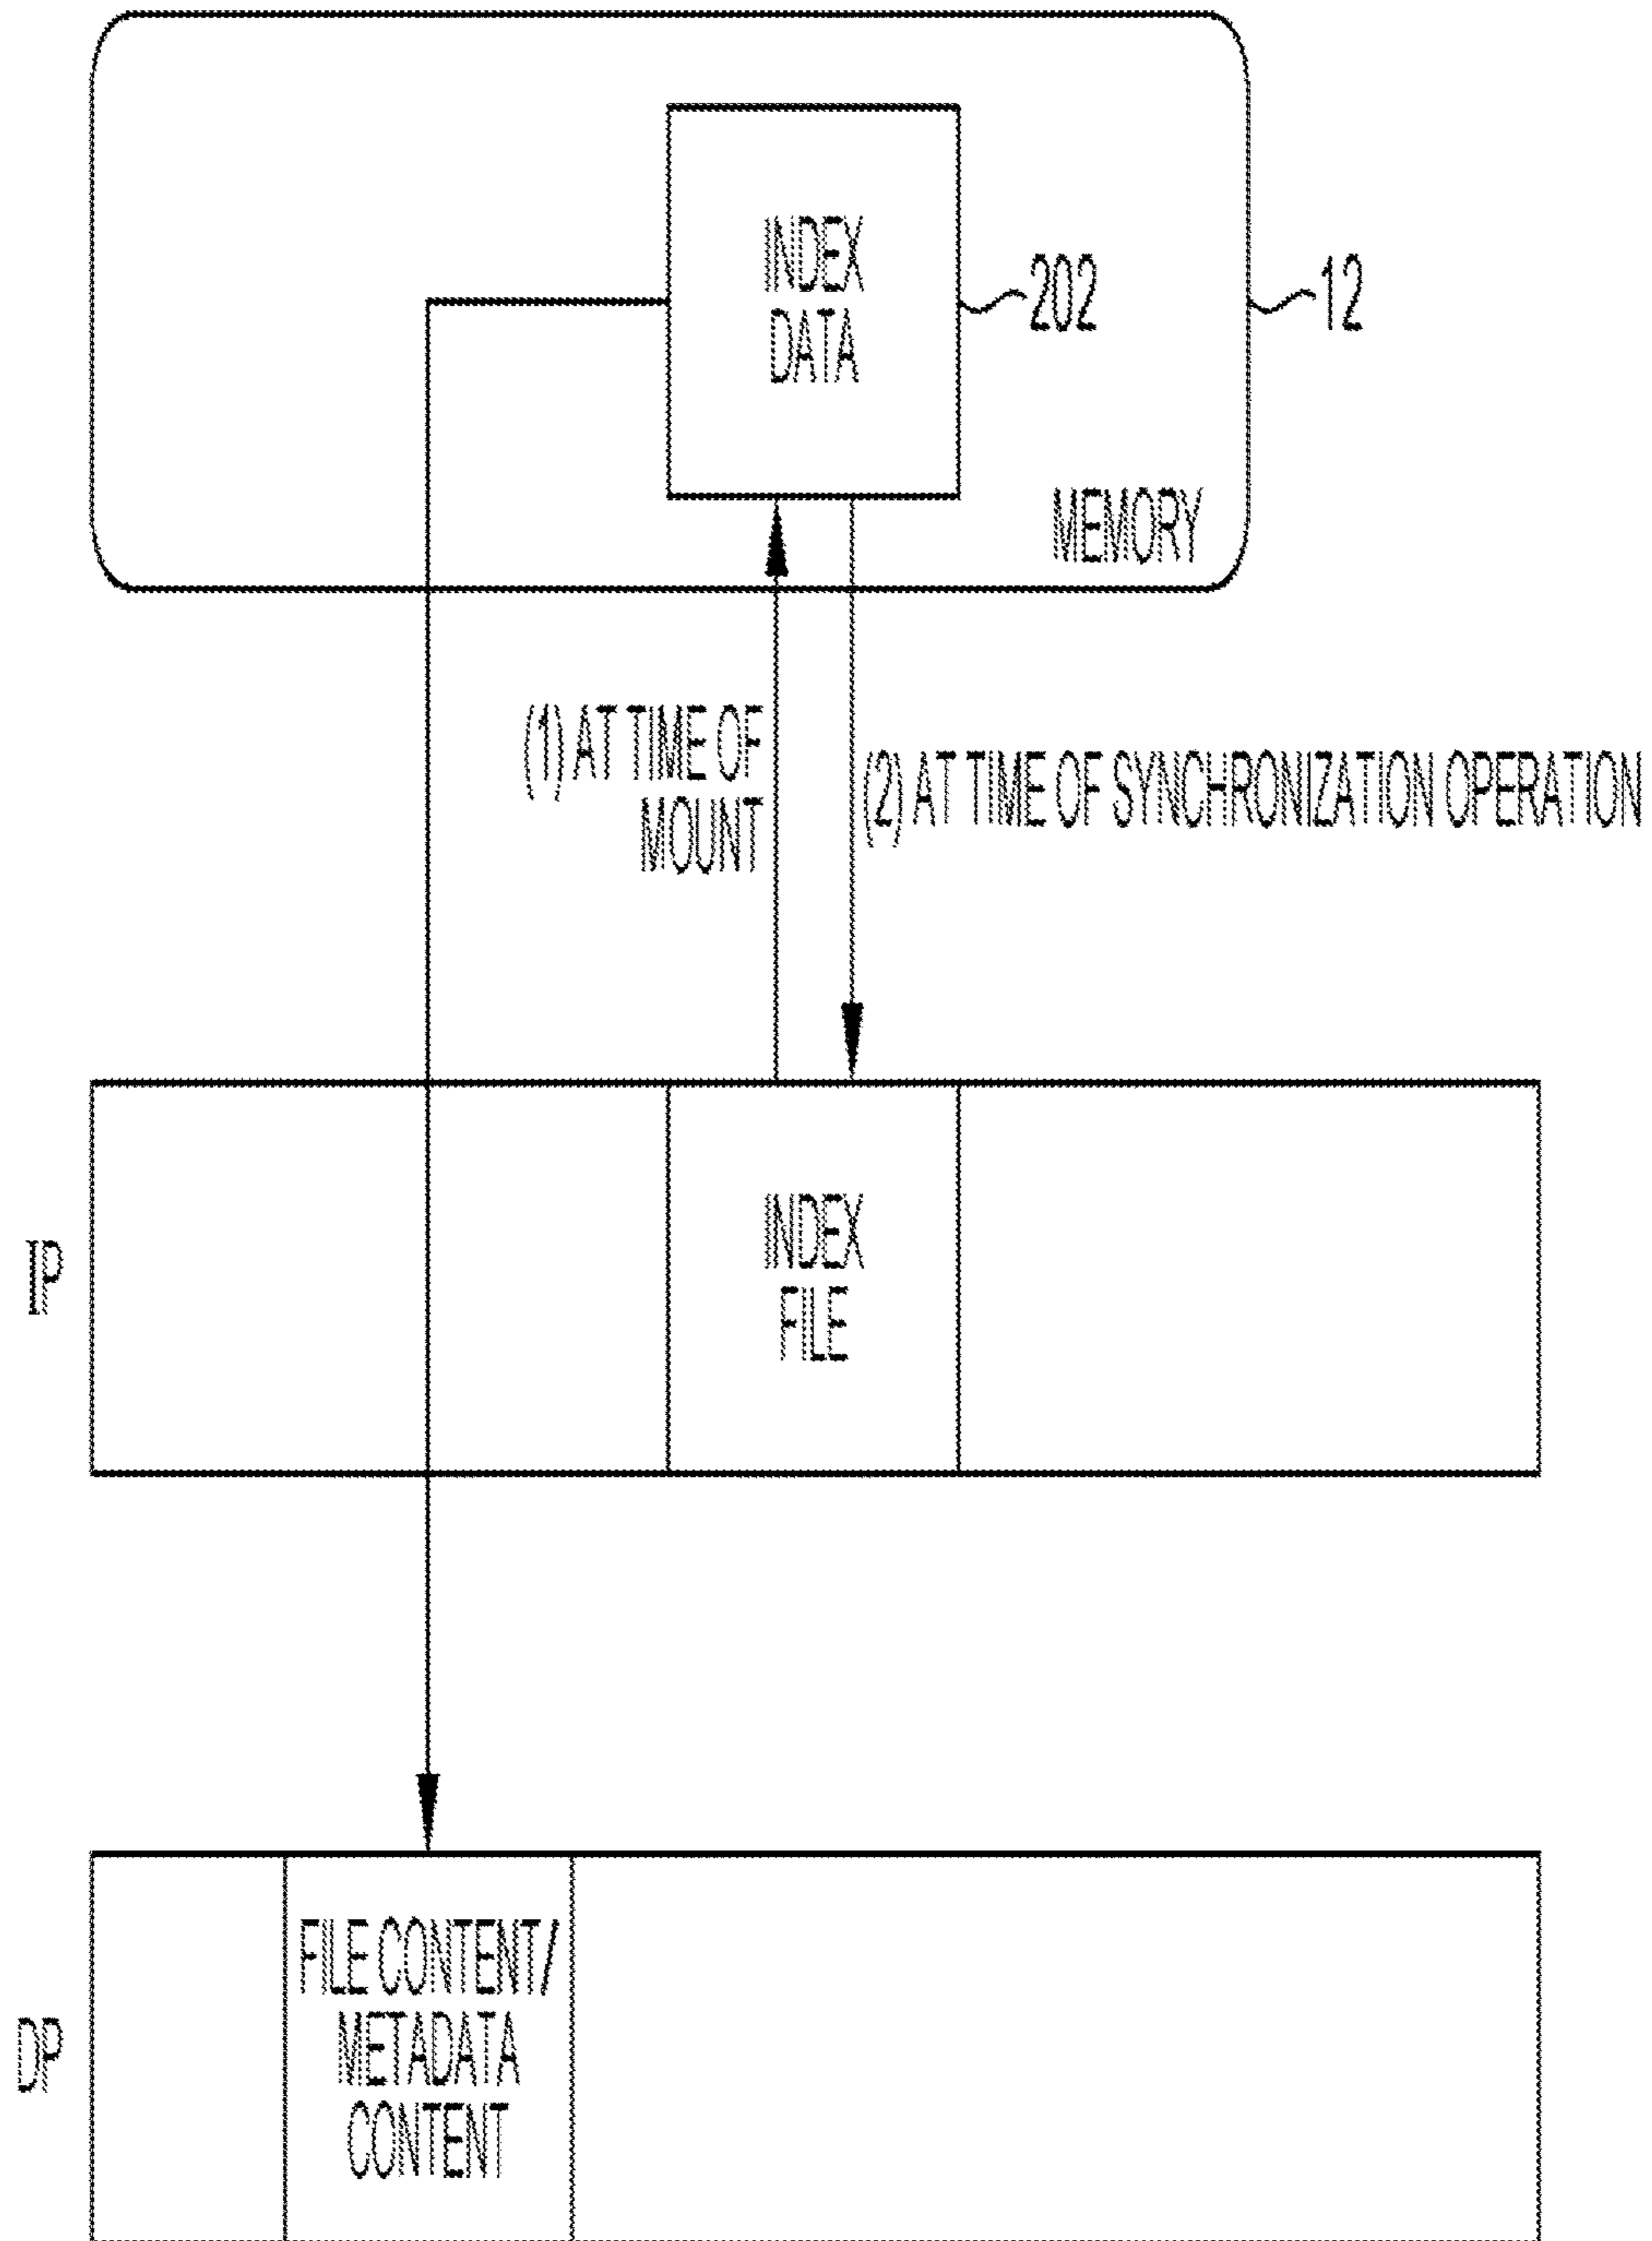 INDEX
DATA
202
12
MEMORY
(1) AT TIME OF
MOUNT
(2) AT TIME OF SYNCHRONIZATION OPERATION
IP
INDEX
FILE
DP
FILE CONTENT/
METADATA
CONTENT